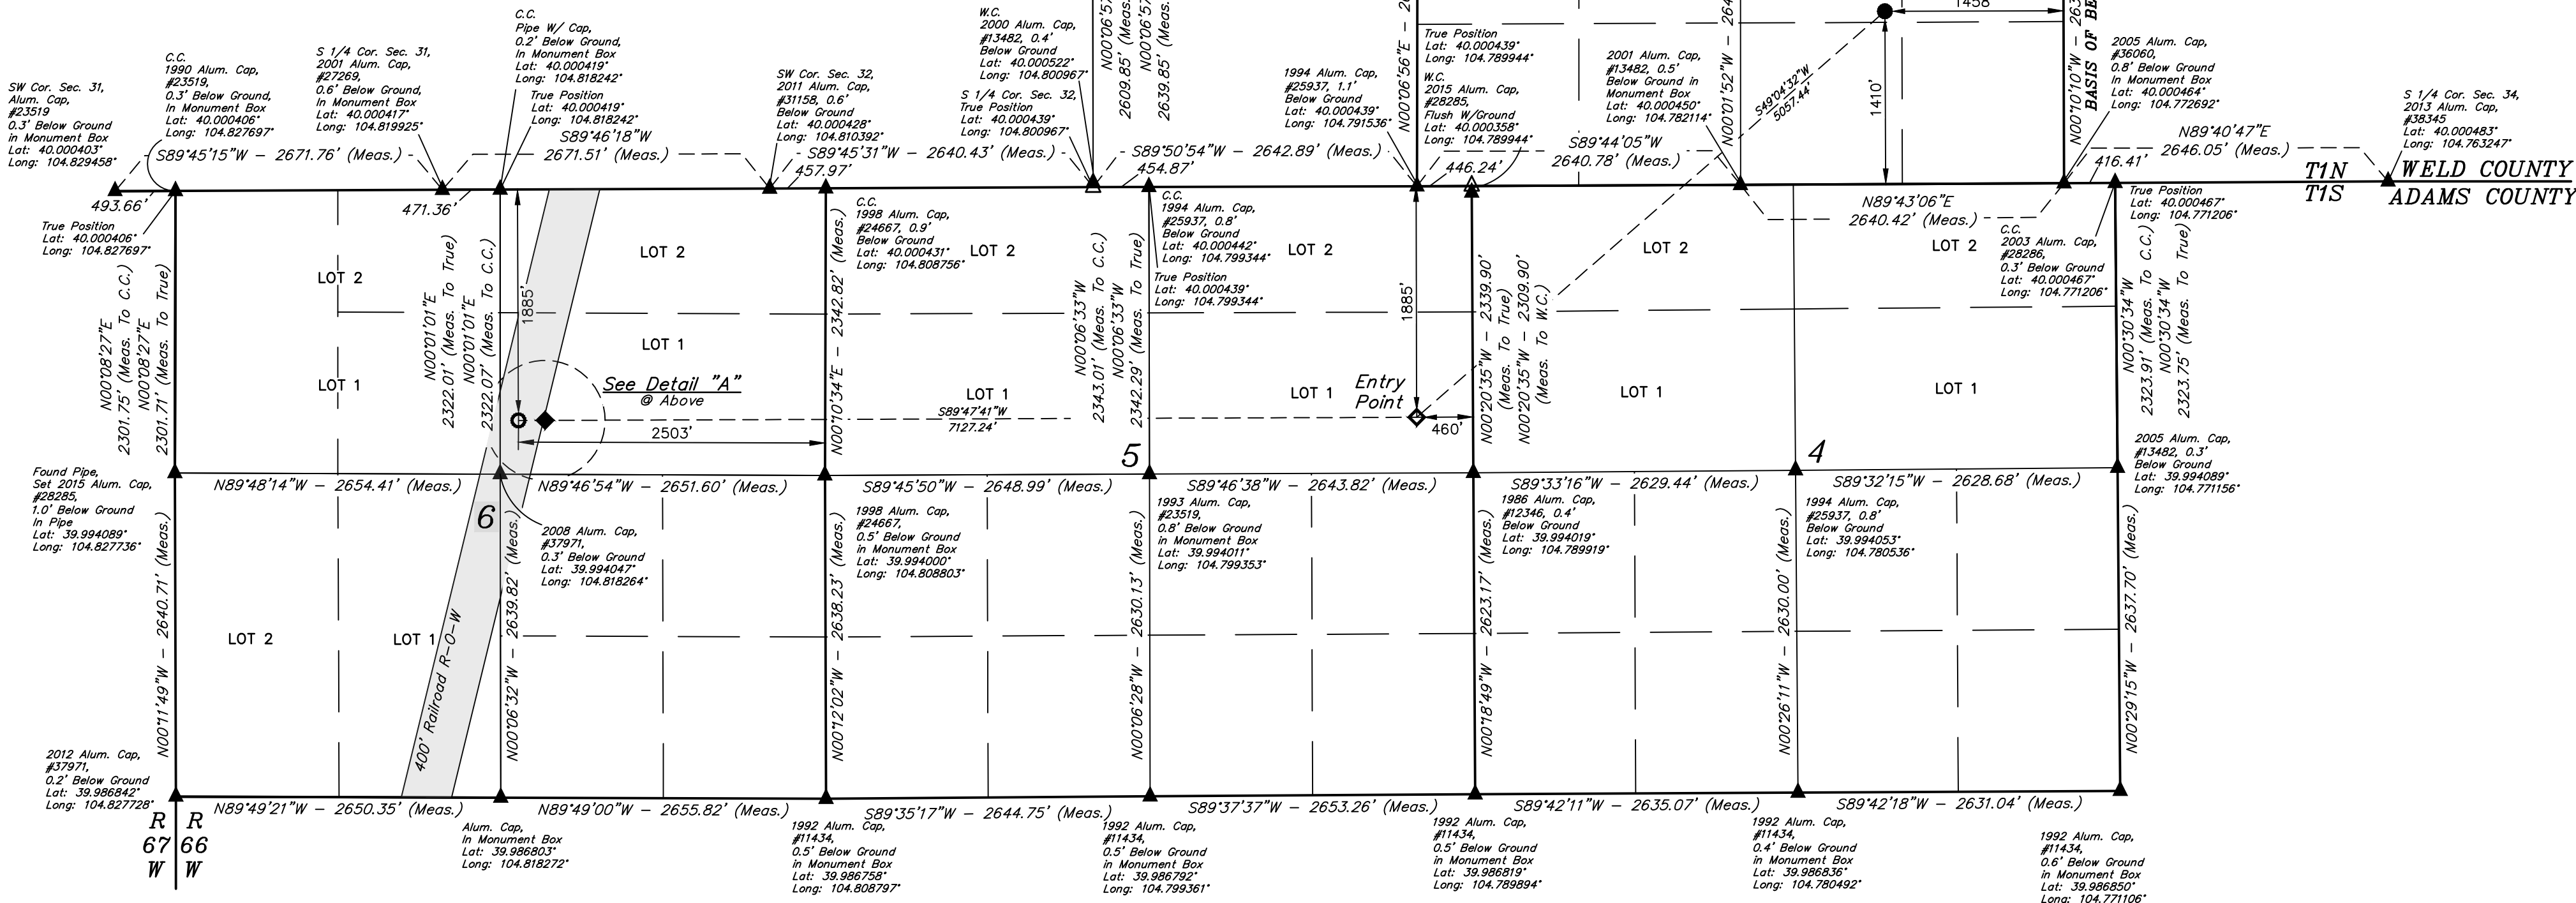 SW Cor. Sec. 31,
Alum. Cap,
#23519
0.3' Below Ground
in Monument Box
Lat: 40.000403°
Long: 104.829458°
C.C.
1990 Alum. Cap,
#23519,
0.3' Below Ground,
In Monument Box
Lat: 40.000406°
Long: 104.827697°
S 1/4 Cor. Sec. 31,
2001 Alum. Cap,
#27269,
0.6' Below Ground,
In Monument Box
Lat: 40.000417°
Long: 104.819925°
C.C.
Pipe W/ Cap,
0.2' Below Ground,
In Monument Box
Lat: 40.000419°
Long: 104.818242°
True Position
Lat: 40.000419°
Long: 104.818242°
SW Cor. Sec. 32,
2011 Alum. Cap,
#31158, 0.6'
Below Ground
Lat: 40.000428°
Long: 104.810392°
W.C.
2000 Alum. Cap,
#13482, 0.4'
Below Ground
Lat: 40.000522°
Long: 104.800967°
S 1/4 Cor. Sec. 32,
True Position
Lat: 40.000439°
Long: 104.800967°
N00°06'57
2609.85' (Meas.
N00°06'57
2639.85' (Meas.
1994 Alum. Cap,
#25937, 1.1'
Below Ground
Lat: 40.000439°
Long: 104.791536°
N00°06'56"E - 26
True Position
Lat: 40.000439°
Long: 104.789944°
W.C.
2015 Alum. Cap,
#28285,
Flush W/Ground
Lat: 40.000358°
Long: 104.789944°
2001 Alum. Cap,
#13482, 0.5'
Below Ground in
Monument Box
Lat: 40.000450°
Long: 104.782114°
N00°01'52"W - 264
S49°04'32"W
5057.44'
1458'
1410'
N00°10'10"W - 263
BASIS OF BE
2005 Alum. Cap,
#36060,
0.8' Below Ground
In Monument Box
Lat: 40.000464°
Long: 104.772692°
S 1/4 Cor. Sec. 34,
2013 Alum. Cap,
#38345
Lat: 40.000483°
Long: 104.763247°
S89°45'15"W - 2671.76' (Meas.)
S89°46'18"W
2671.51' (Meas.)
S89°45'31"W - 2640.43' (Meas.)
S89°50'54"W - 2642.89' (Meas.)
S89°44'05"W
2640.78' (Meas.)
N89°40'47"E
2646.05' (Meas.)
493.66'
471.36'
457.97'
454.87'
446.24'
416.41'
T1N WELD COUNTY
T1S ADAMS COUNTY
N89°43'06"E
2640.42' (Meas.)
True Position
Lat: 40.000406°
Long: 104.827697°
C.C.
1998 Alum. Cap,
#24667, 0.9'
Below Ground
Lat: 40.000431°
Long: 104.808756°
C.C.
1994 Alum. Cap,
#25937, 0.8'
Below Ground
Lat: 40.000442°
Long: 104.799344°
True Position
Lat: 40.000439°
Long: 104.799344°
C.C.
2003 Alum. Cap,
#28286,
0.3' Below Ground
Lat: 40.000467°
Long: 104.771206°
True Position
Lat: 40.000467°
Long: 104.771206°
LOT 2
LOT 2
LOT 2
LOT 2
LOT 2
LOT 2
N00°08'27"E
2301.75' (Meas. To C.C.)
N00°08'27"E
2301.71' (Meas. To True)
N00°01'01"E
2322.01' (Meas. To True)
N00°01'01"E
2322.07' (Meas. To C.C.)
1885'
N00°10'34"E - 2342.82' (Meas.)
N00°06'33"W
2343.01' (Meas. To C.C.)
N00°06'33"W
2342.29' (Meas. To True)
1885'
N00°20'35"W - 2339.90'
(Meas. To True)
N00°20'35"W - 2309.90'
(Meas. To W.C.)
N00°30'34"W
2323.91' (Meas. To C.C.)
N00°30'34"W
2323.75' (Meas. To True)
LOT 1
LOT 1
LOT 1
LOT 1
LOT 1
LOT 1
See Detail "A"
@ Above
S89°47'41"W
7127.24'
Entry
Point
2503'
460'
5
4
Found Pipe,
Set 2015 Alum. Cap,
#28285,
1.0' Below Ground
In Pipe
Lat: 39.994089°
Long: 104.827736°
N89°48'14"W - 2654.41' (Meas.)
N89°46'54"W - 2651.60' (Meas.)
S89°45'50"W - 2648.99' (Meas.)
S89°46'38"W - 2643.82' (Meas.)
S89°33'16"W - 2629.44' (Meas.)
S89°32'15"W - 2628.68' (Meas.)
2005 Alum. Cap,
#13482, 0.3'
Below Ground
Lat: 39.994089°
Long: 104.771156°
6
2008 Alum. Cap,
#37971,
0.3' Below Ground
Lat: 39.994047°
Long: 104.818264°
1998 Alum. Cap,
#24667,
0.5' Below Ground
in Monument Box
Lat: 39.994000°
Long: 104.808803°
1993 Alum. Cap,
#23519,
0.8' Below Ground
in Monument Box
Lat: 39.994011°
Long: 104.799353°
1986 Alum. Cap,
#12346, 0.4'
Below Ground
Lat: 39.994019°
Long: 104.789919°
1994 Alum. Cap,
#25937, 0.8'
Below Ground
Lat: 39.994053°
Long: 104.780536°
N00°11'49"W - 2640.71' (Meas.)
N00°06'32"W - 2639.82' (Meas.)
N00°12'02"W - 2638.23' (Meas.)
N00°06'28"W - 2630.13' (Meas.)
N00°18'49"W - 2623.17' (Meas.)
N00°26'11"W - 2630.00' (Meas.)
N00°29'15"W - 2637.70' (Meas.)
LOT 2
LOT 1
400' Railroad R-O-W
2012 Alum. Cap,
#37971,
0.2' Below Ground
Lat: 39.986842°
Long: 104.827728°
N89°49'21"W - 2650.35' (Meas.)
N89°49'00"W - 2655.82' (Meas.)
S89°35'17"W - 2644.75' (Meas.)
S89°37'37"W - 2653.26' (Meas.)
S89°42'11"W - 2635.07' (Meas.)
S89°42'18"W - 2631.04' (Meas.)
R R
67 66
W W
Alum. Cap,
In Monument Box
Lat: 39.986803°
Long: 104.818272°
1992 Alum. Cap,
#11434,
0.5' Below Ground
in Monument Box
Lat: 39.986758°
Long: 104.808797°
1992 Alum. Cap,
#11434,
0.5' Below Ground
in Monument Box
Lat: 39.986792°
Long: 104.799361°
1992 Alum. Cap,
#11434,
0.5' Below Ground
in Monument Box
Lat: 39.986819°
Long: 104.789894°
1992 Alum. Cap,
#11434,
0.4' Below Ground
in Monument Box
Lat: 39.986836°
Long: 104.780492°
1992 Alum. Cap,
#11434,
0.6' Below Ground
in Monument Box
Lat: 39.986850°
Long: 104.771106°